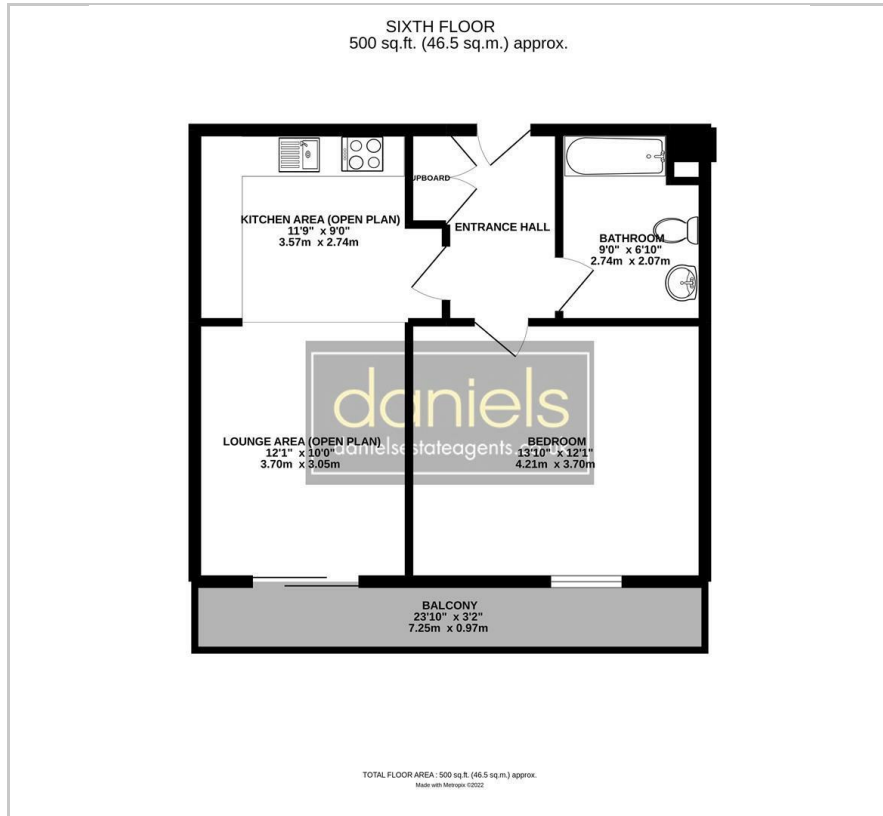 SIXTH FLOOR
500 sq.ft. (46.5 sq.m.) approx.
UPBOARD
KITCHEN AREA (OPEN PLAN)
11'9" x 9'0"
3.57m x 2.74m
ENTRANCE HALL
BATHROOM
9'0" x 6'10"
2.74m x 2.07m
daniels
danielsestateagents.co.uk
LOUNGE AREA (OPEN PLAN)
12'1" x 10'0"
3.70m x 3.05m
BEDROOM
13'10" x 12'1"
4.21m x 3.70m
BALCONY
23'10" x 3'2"
7.25m x 0.97m
TOTAL FLOOR AREA : 500 sq.ft. (46.5 sq.m.) approx.
Made with Metropix ©2022